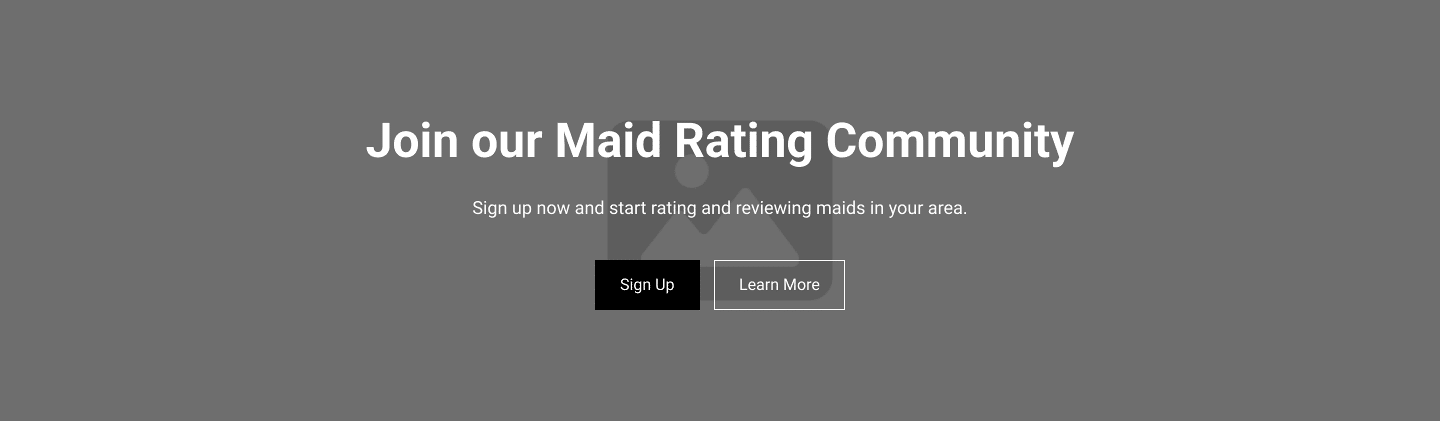 Join our Maid Rating Community
Sign up now and start rating and reviewing maids in your area.
Sign Up
Learn More